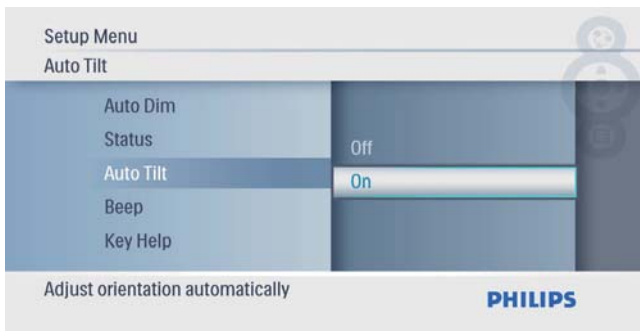 Setup Menu
Auto Tilt
Auto Dim
Status
Off
Auto Tilt
On
Beep
Key Help
Adjust orientation automatically
PHILIPS